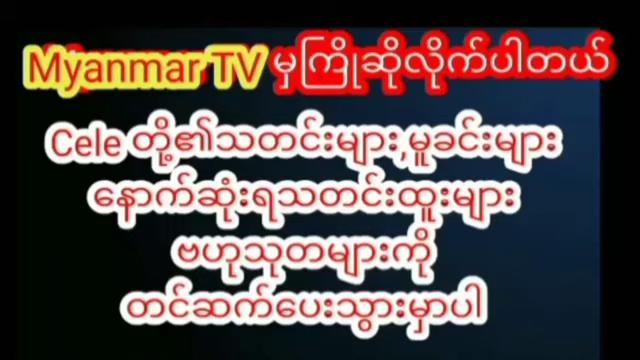 Myanmar TV မှကြိုဆိုလိုက်ပါတယ်
Cele တို့၏သတင်းများ,မူခင်းများ
နောက်ဆုံးရသတင်းထူးများ
ဗဟုသုတများကို
တင်ဆက်ပေးသွားမှာပါ